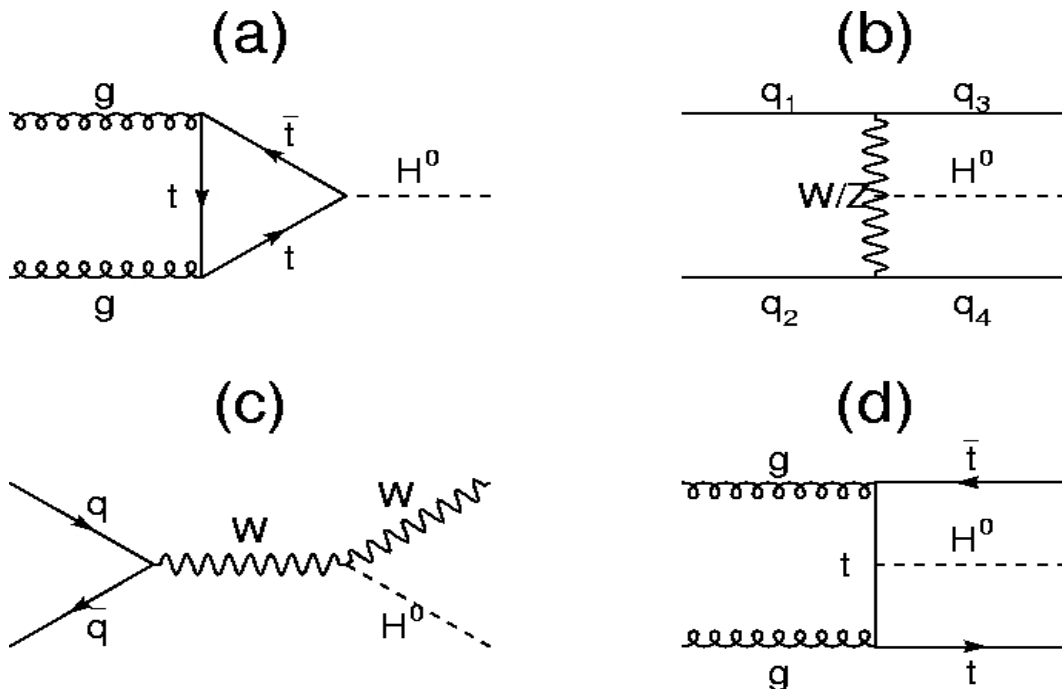 (a)
g
t̄
H⁰
t
t
g
(b)
q₁ q₃
H⁰
W/Z
q₂ q₄
(c)
q
W
W
q̄
H⁰
(d)
g
t̄
H⁰
t
g
t